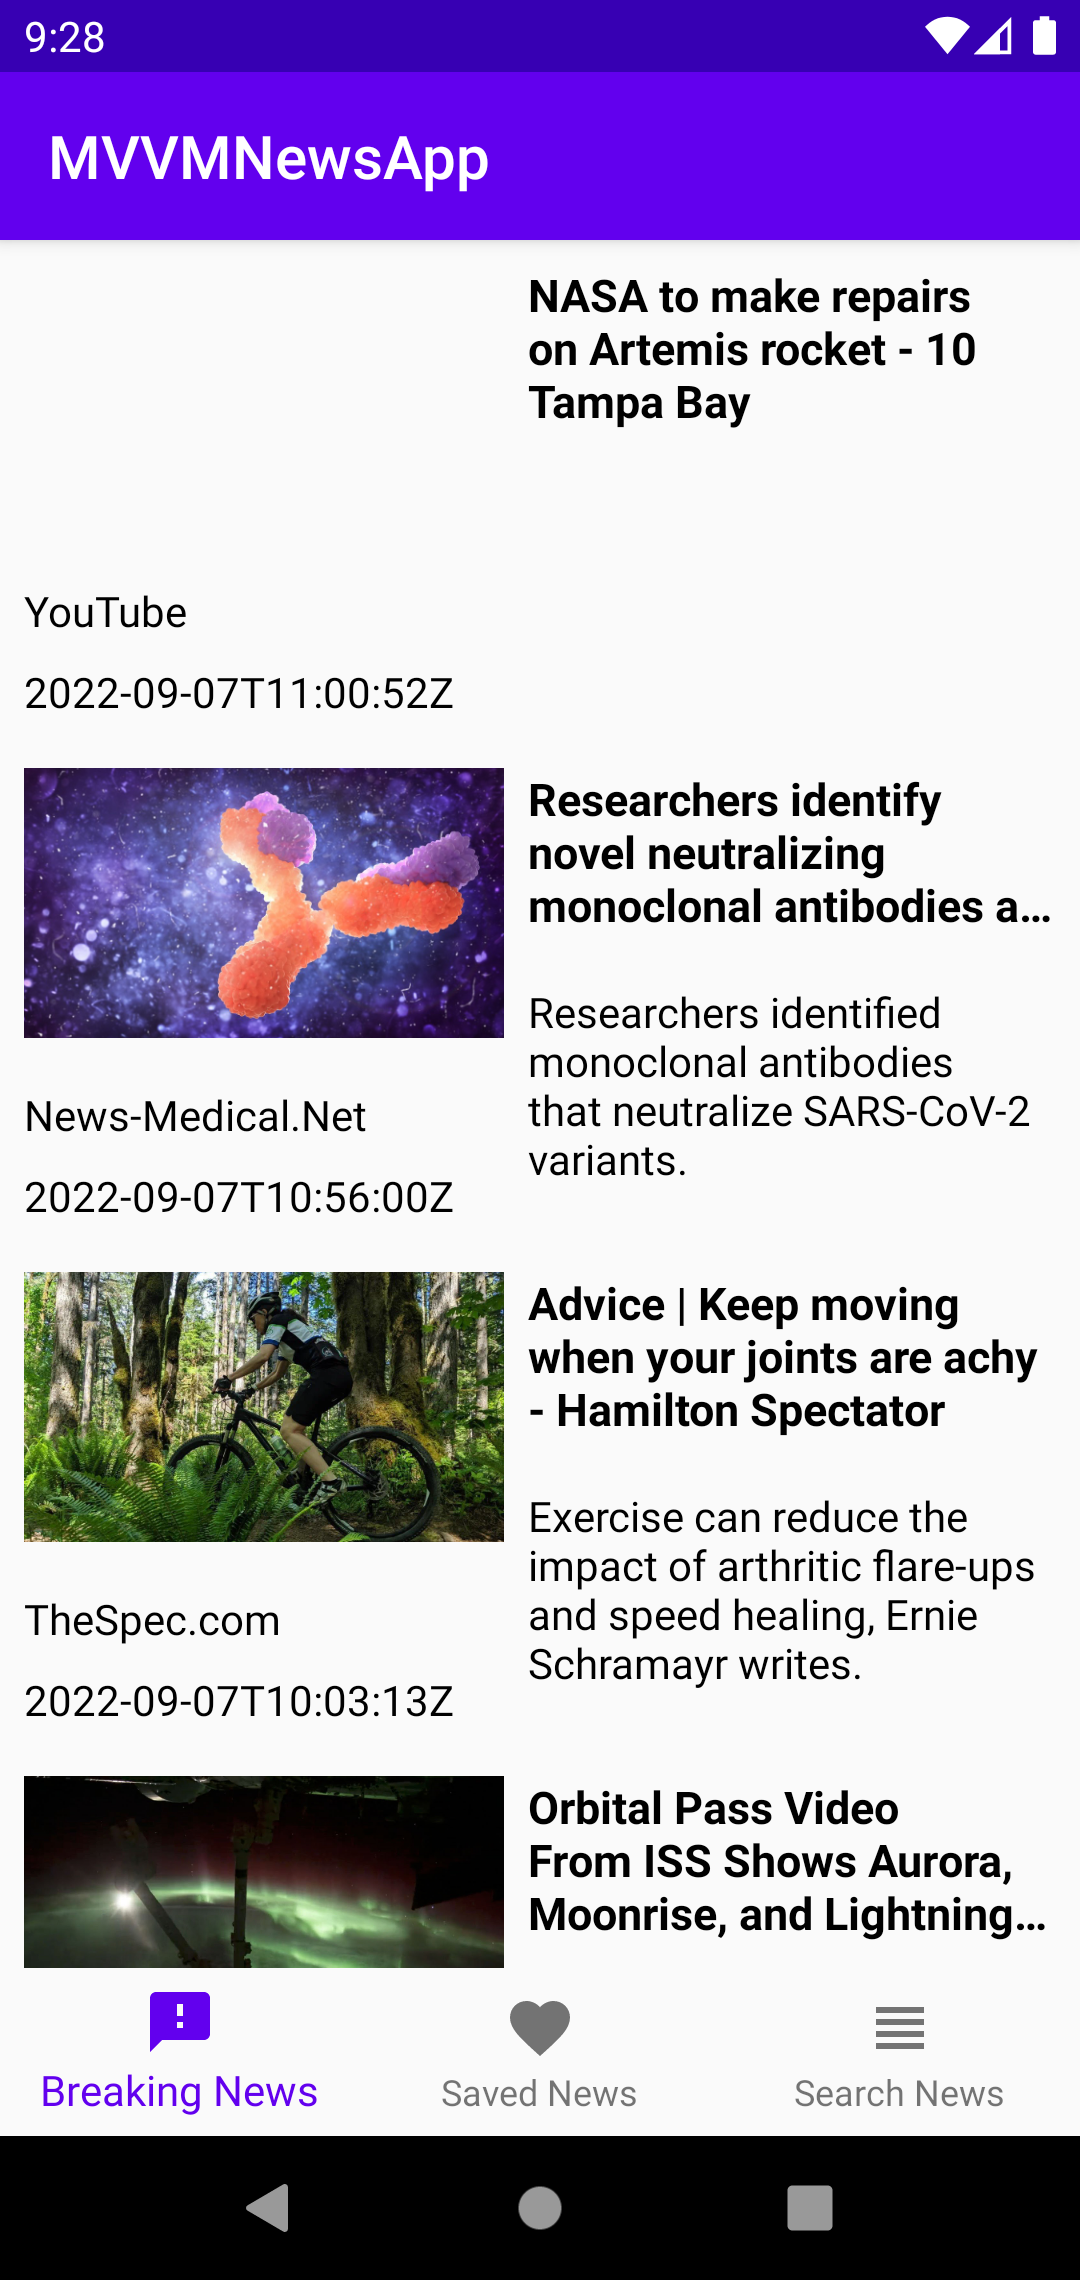 9:28
MVVMNewsApp
NASA to make repairs
on Artemis rocket - 10
Tampa Bay
YouTube
2022-09-07T11:00:52Z
Researchers identify
novel neutralizing
monoclonal antibodies a…
Researchers identified
monoclonal antibodies
that neutralize SARS-CoV-2
variants.
News-Medical.Net
2022-09-07T10:56:00Z
Advice | Keep moving
when your joints are achy
- Hamilton Spectator
Exercise can reduce the
impact of arthritic flare-ups
and speed healing, Ernie
Schramayr writes.
TheSpec.com
2022-09-07T10:03:13Z
Orbital Pass Video
From ISS Shows Aurora,
Moonrise, and Lightning…
Breaking News
Saved News
Search News